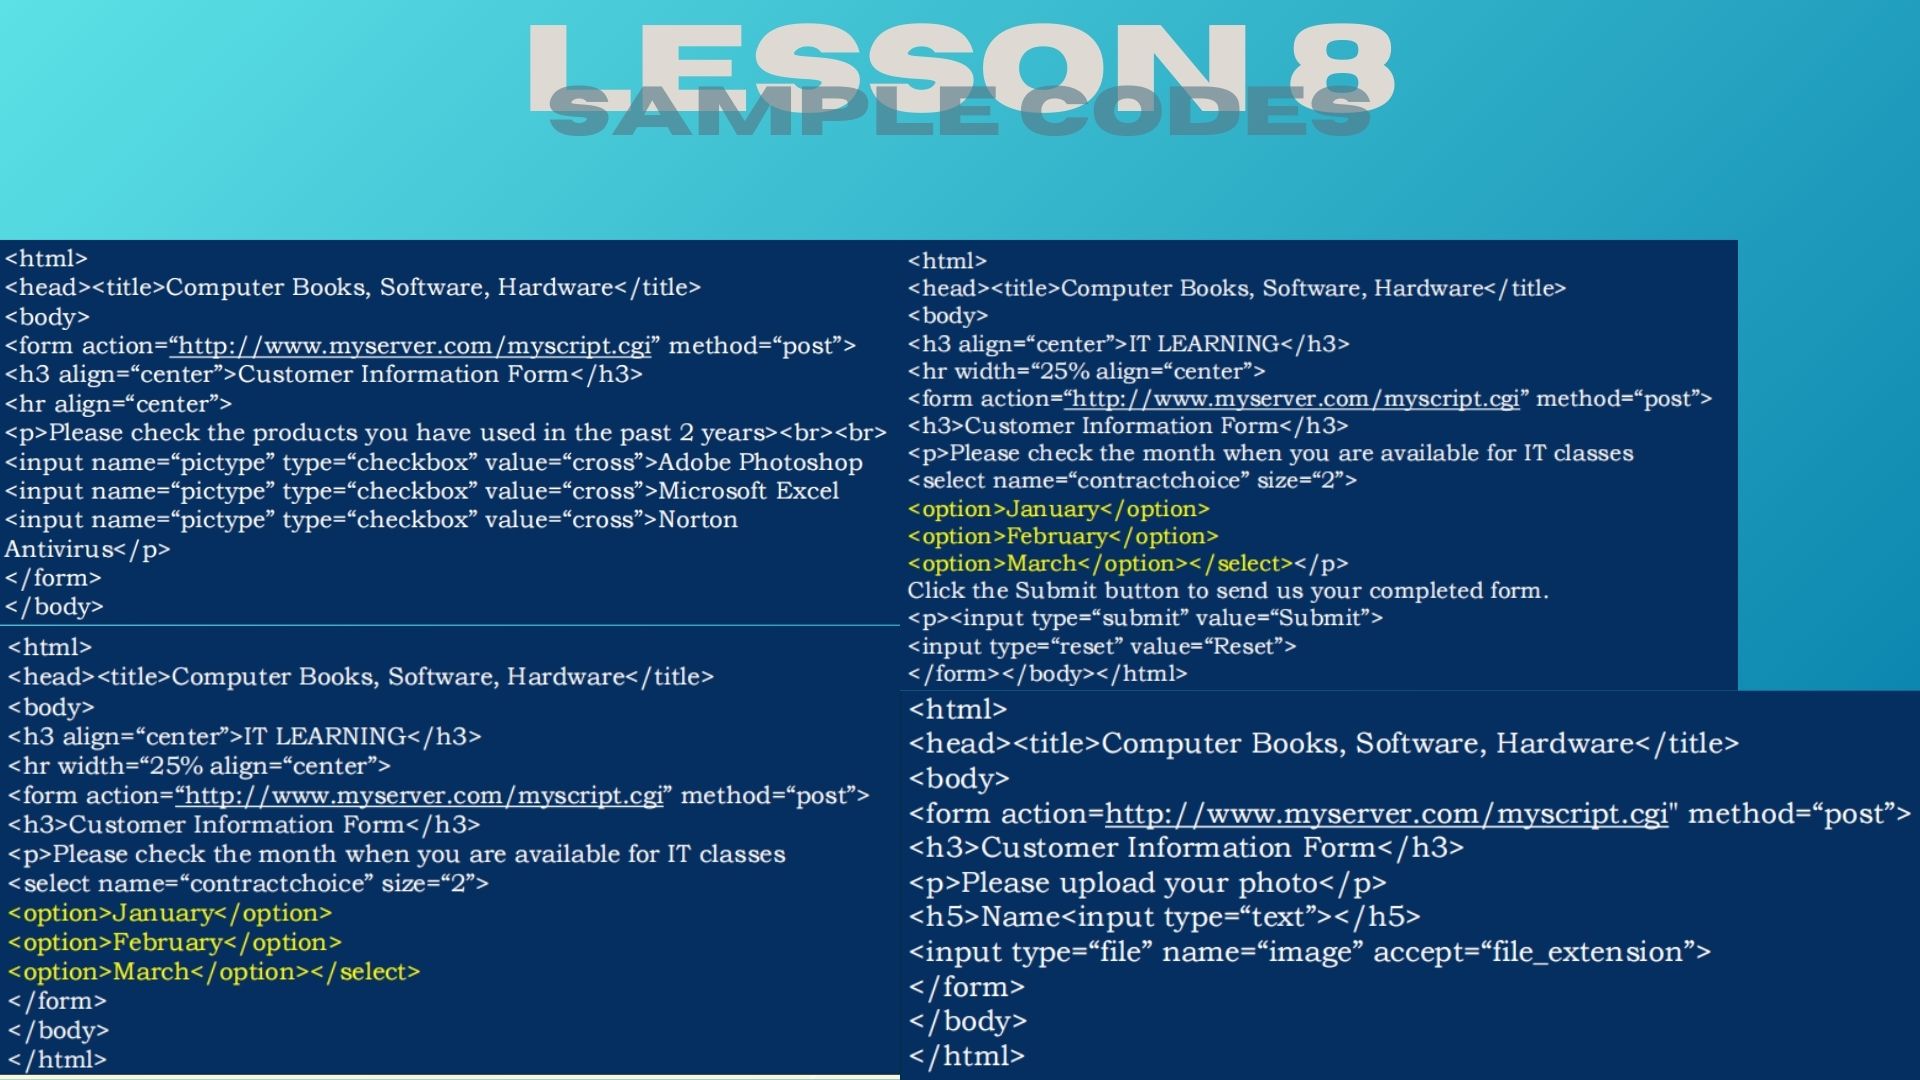 LESSON 8
SAMPLE CODES
<html>
<head><title>Computer Books, Software, Hardware</title>
<body>
<form action=“http://www.myserver.com/myscript.cgi” method=“post”>
<h3 align=“center”>Customer Information Form</h3>
<hr align=“center”>
<p>Please check the products you have used in the past 2 years><br><br>
<input name=“pictype” type=“checkbox” value=“cross”>Adobe Photoshop
<input name=“pictype” type=“checkbox” value=“cross”>Microsoft Excel
<input name=“pictype” type=“checkbox” value=“cross”>Norton
Antivirus</p>
</form>
</body>
<html>
<head><title>Computer Books, Software, Hardware</title>
<body>
<h3 align=“center”>IT LEARNING</h3>
<hr width=“25% align=“center”>
<form action=“http://www.myserver.com/myscript.cgi” method=“post”>
<h3>Customer Information Form</h3>
<p>Please check the month when you are available for IT classes
<select name=“contractchoice” size=“2”>
<option>January</option>
<option>February</option>
<option>March</option></select>
</form>
</body>
</html>
<html>
<head><title>Computer Books, Software, Hardware</title>
<body>
<h3 align=“center”>IT LEARNING</h3>
<hr width=“25% align=“center”>
<form action=“http://www.myserver.com/myscript.cgi” method=“post”>
<h3>Customer Information Form</h3>
<p>Please check the month when you are available for IT classes
<select name=“contractchoice” size=“2”>
<option>January</option>
<option>February</option>
<option>March</option></select></p>
Click the Submit button to send us your completed form.
<p><input type=“submit” value=“Submit”>
<input type=“reset” value=“Reset”>
</form></body></html>
<html>
<head><title>Computer Books, Software, Hardware</title>
<body>
<form action=http://www.myserver.com/myscript.cgi" method=“post”>
<h3>Customer Information Form</h3>
<p>Please upload your photo</p>
<h5>Name<input type=“text”></h5>
<input type=“file” name=“image” accept=“file_extension”>
</form>
</body>
</html>